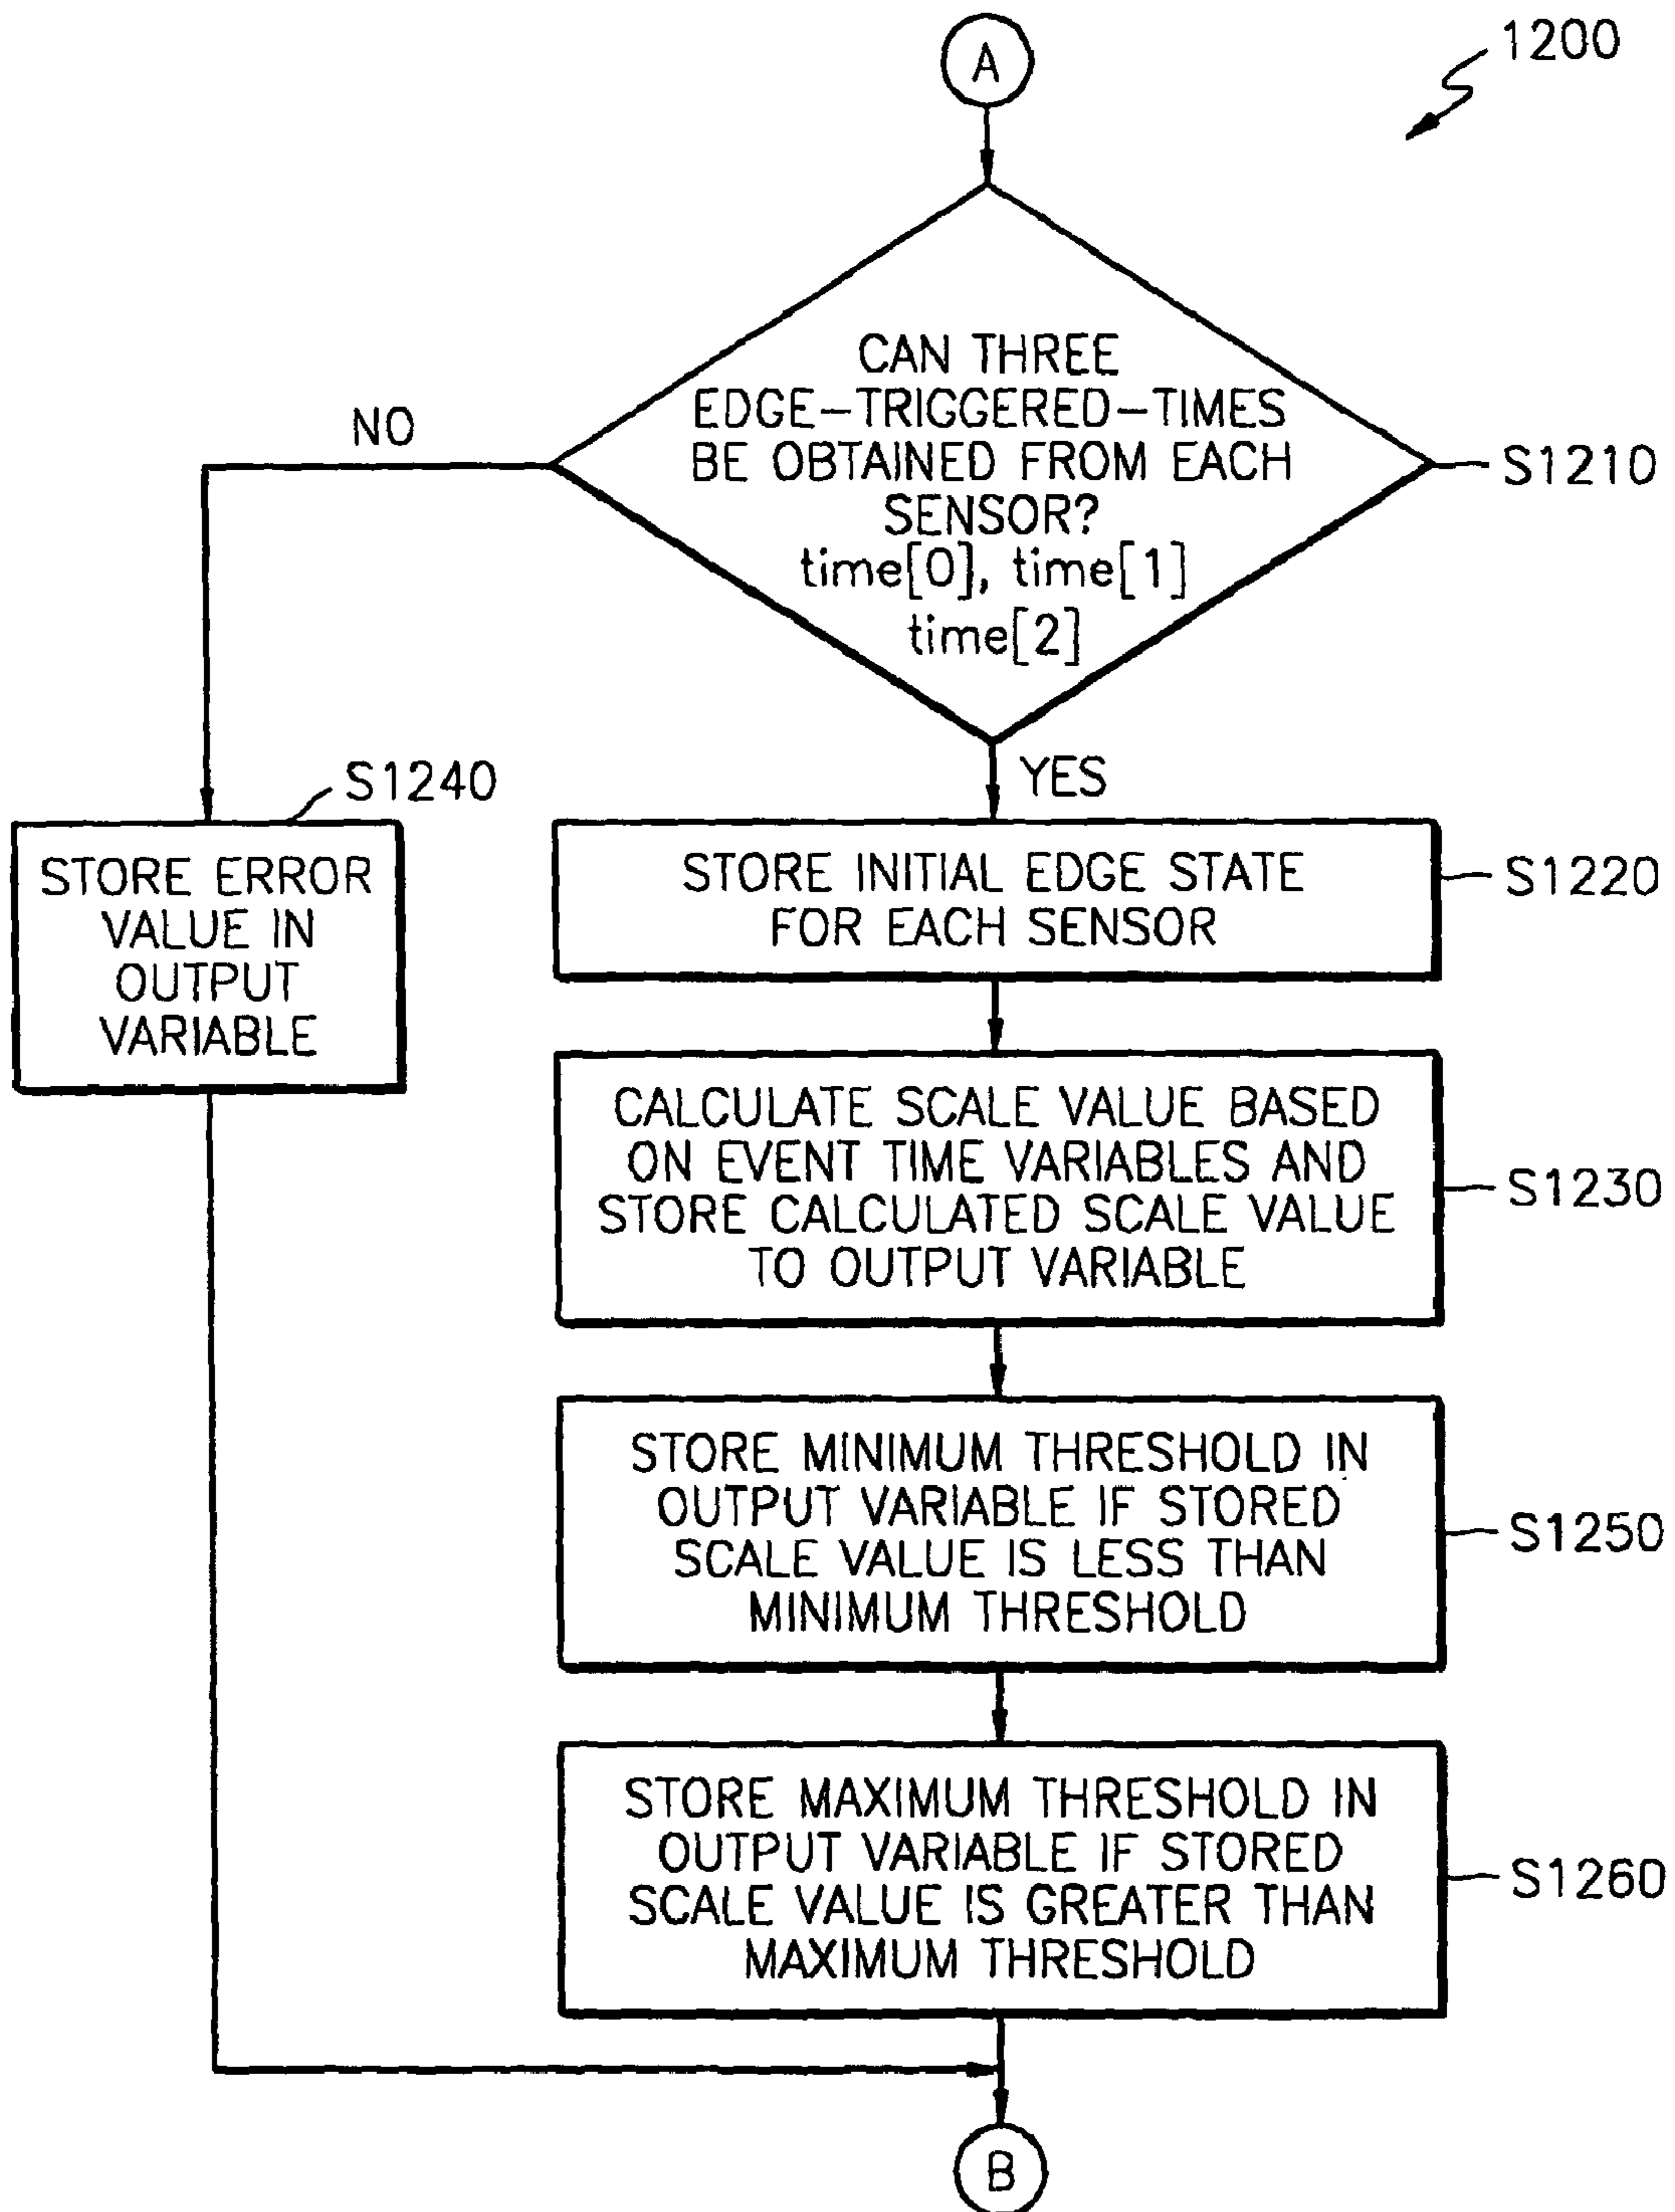 A
1200
CAN THREE
EDGE-TRIGGERED-TIMES
BE OBTAINED FROM EACH
SENSOR?
time[0], time[1]
time[2]
S1210
NO
YES
S1240
STORE ERROR
VALUE IN
OUTPUT
VARIABLE
STORE INITIAL EDGE STATE
FOR EACH SENSOR
S1220
CALCULATE SCALE VALUE BASED
ON EVENT TIME VARIABLES AND
STORE CALCULATED SCALE VALUE
TO OUTPUT VARIABLE
S1230
STORE MINIMUM THRESHOLD IN
OUTPUT VARIABLE IF STORED
SCALE VALUE IS LESS THAN
MINIMUM THRESHOLD
S1250
STORE MAXIMUM THRESHOLD IN
OUTPUT VARIABLE IF STORED
SCALE VALUE IS GREATER THAN
MAXIMUM THRESHOLD
S1260
B